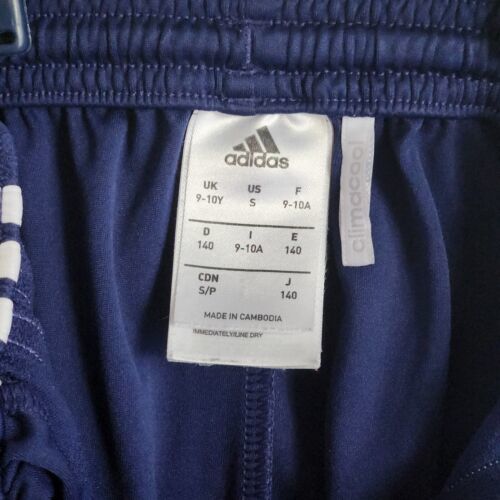 adidas
UK US F
9-10Y S 9-10A
D I E
140 9-10A 140
CDN J
S/P 140
MADE IN CAMBODIA
IMMEDIATELY/LINE DRY
climacool